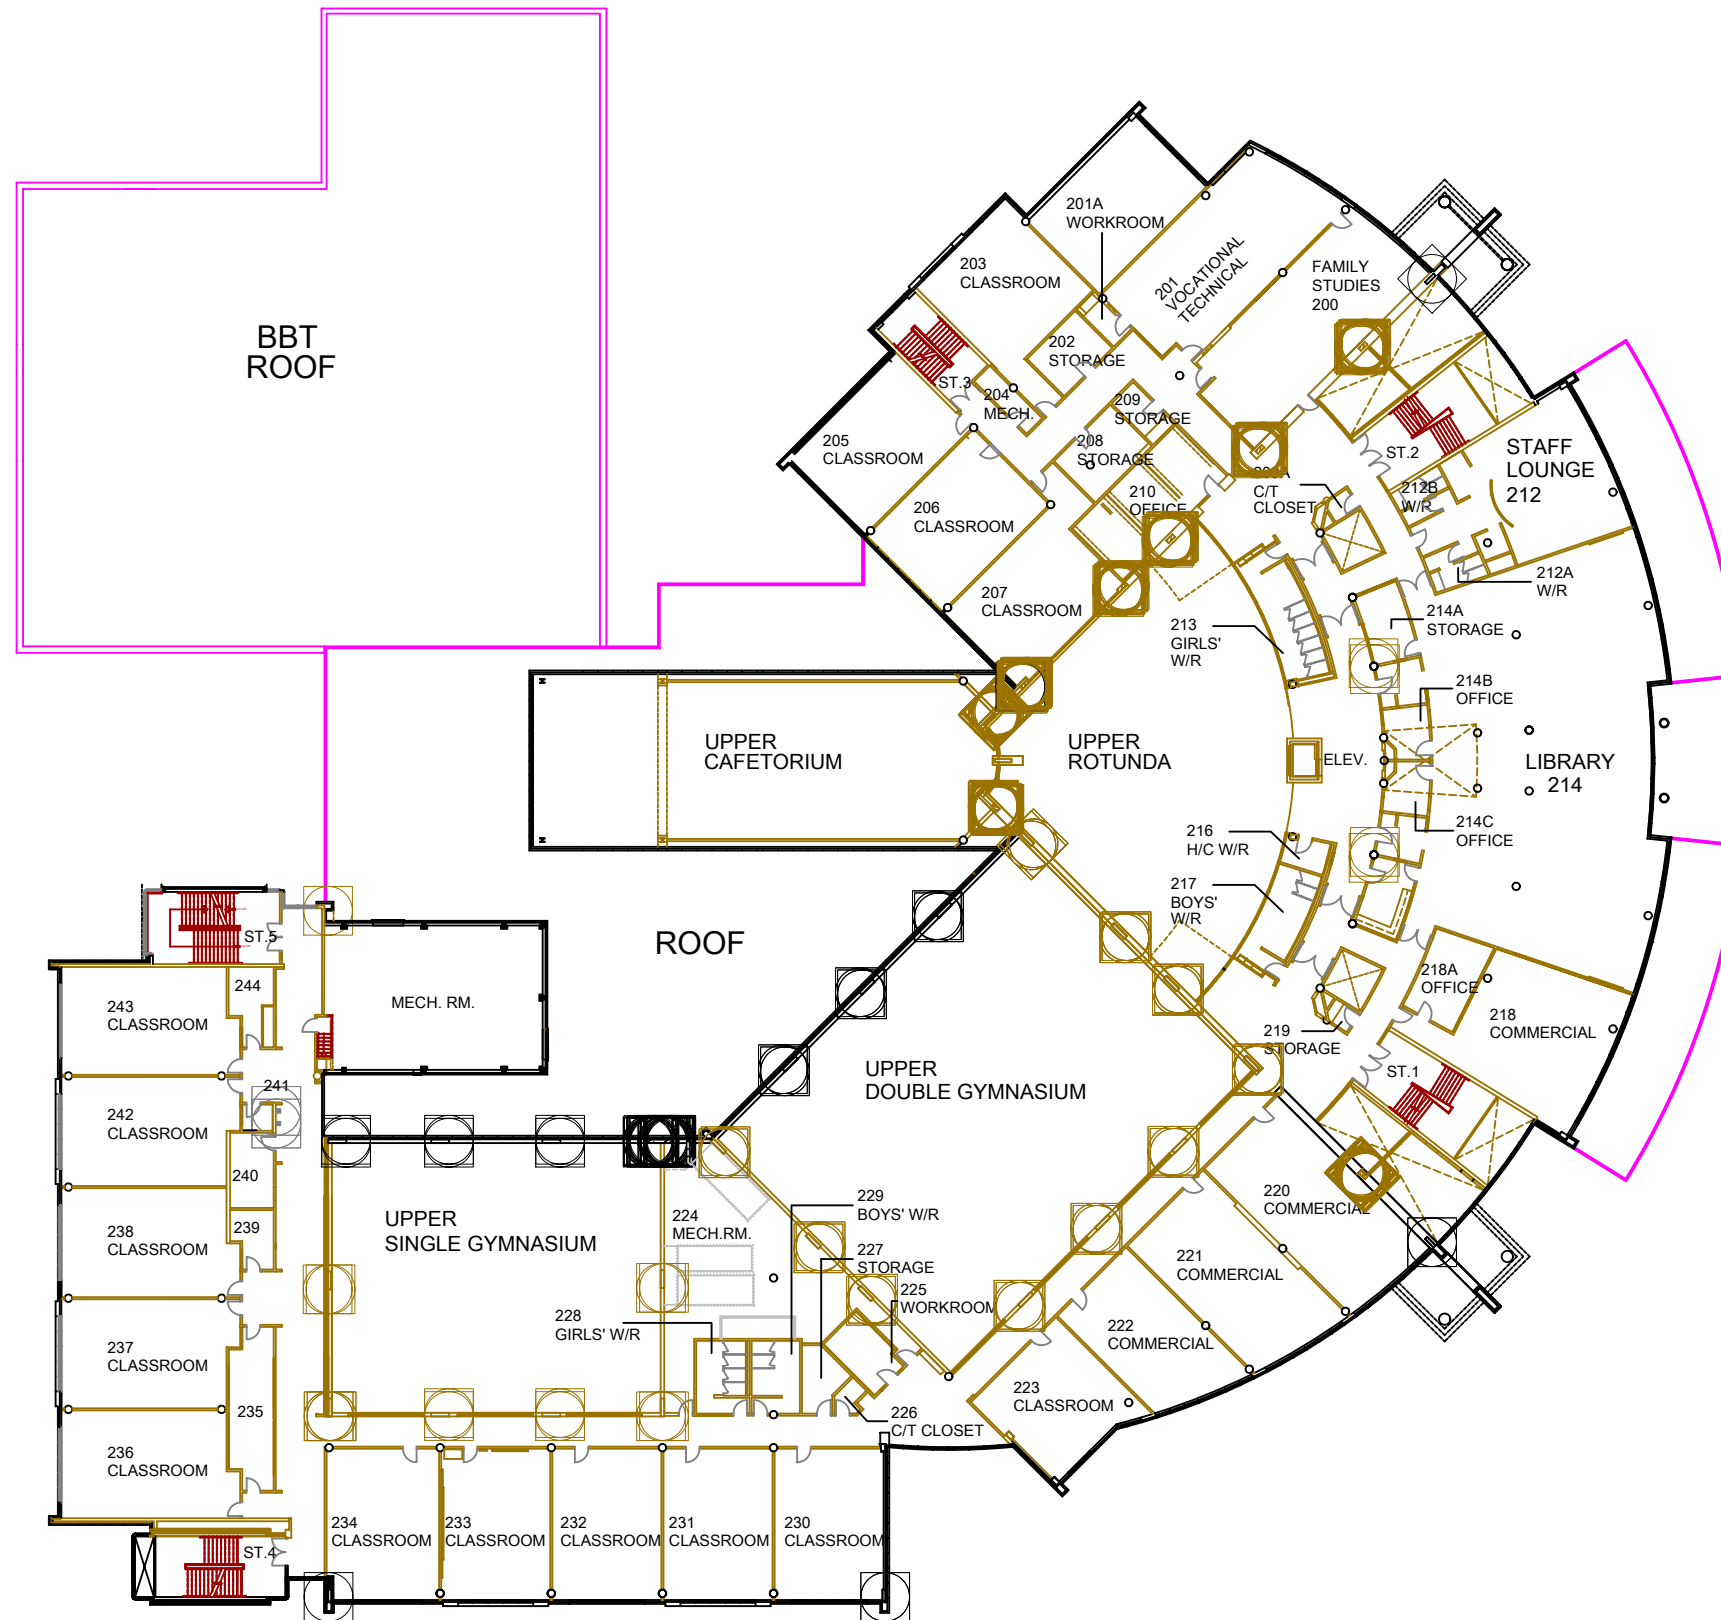 BBT
ROOF
201A
WORKROOM
203
CLASSROOM
201
VOCATIONAL
TECHNICAL
FAMILY
STUDIES
200
202
STORAGE
ST.3
204
MECH.
209
STORAGE
205
CLASSROOM
208
STORAGE
ST.2
STAFF
LOUNGE
212
C/T
CLOSET
212B
W/R
210
OFFICE
206
CLASSROOM
212A
W/R
207
CLASSROOM
213
GIRLS'
W/R
214A
STORAGE
214B
OFFICE
UPPER
CAFETORIUM
UPPER
ROTUNDA
ELEV.
LIBRARY
214
214C
OFFICE
216
H/C W/R
217
BOYS'
W/R
ST.5
ROOF
218A
OFFICE
244
243
CLASSROOM
MECH. RM.
218
COMMERCIAL
219
STORAGE
241
UPPER
DOUBLE GYMNASIUM
ST.1
242
CLASSROOM
240
220
COMMERCIAL
239
238
CLASSROOM
UPPER
SINGLE GYMNASIUM
224
MECH.RM.
229
BOYS' W/R
227
STORAGE
221
COMMERCIAL
225
WORKROOM
228
GIRLS' W/R
222
COMMERCIAL
237
CLASSROOM
235
223
CLASSROOM
226
C/T CLOSET
236
CLASSROOM
234
CLASSROOM
233
CLASSROOM
232
CLASSROOM
231
CLASSROOM
230
CLASSROOM
ST.4